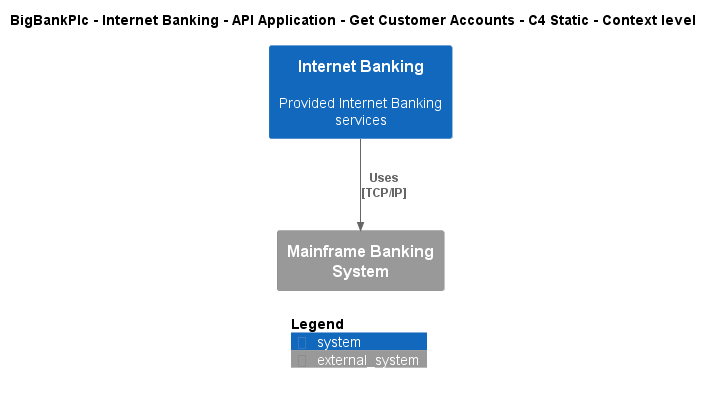 BigBankPlc - Internet Banking - API Application - Get Customer Accounts - C4 Static - Context level
Internet Banking
Provided Internet Banking
services
Uses
[TCP/IP]
Mainframe Banking
System
Legend
system
external_system